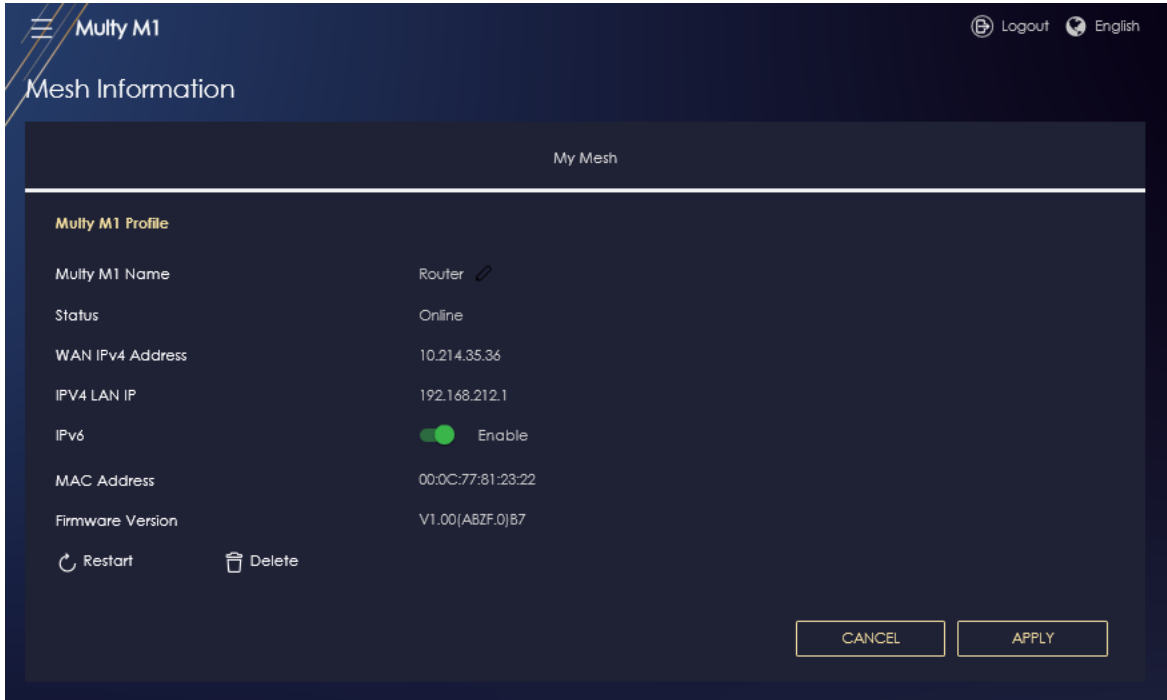 Multy M1 Logout English
Mesh Information
My Mesh
Multy M1 Profile
Multy M1 Name Router
Status Online
WAN IPv4 Address 10.214.35.36
IPV4 LAN IP 192.168.212.1
IPv6 Enable
MAC Address 00:0C:77:81:23:22
Firmware Version V1.00(ABZF.0)B7
Restart Delete
CANCEL APPLY